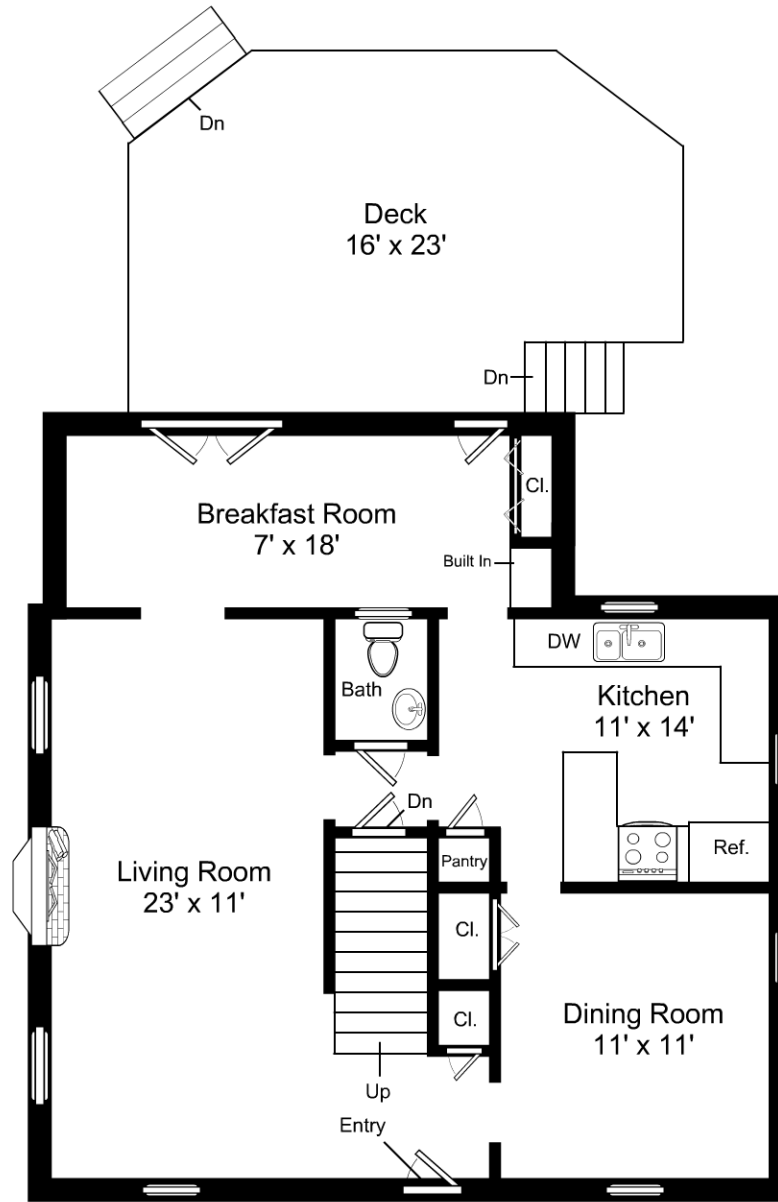 Dn
Deck
16' x 23'
Dn
Cl.
Breakfast Room
7' x 18'
Built In
DW
Bath
Kitchen
11' x 14'
Dn
Living Room
23' x 11'
Pantry
Ref.
Cl.
Cl.
Dining Room
11' x 11'
Up
Entry